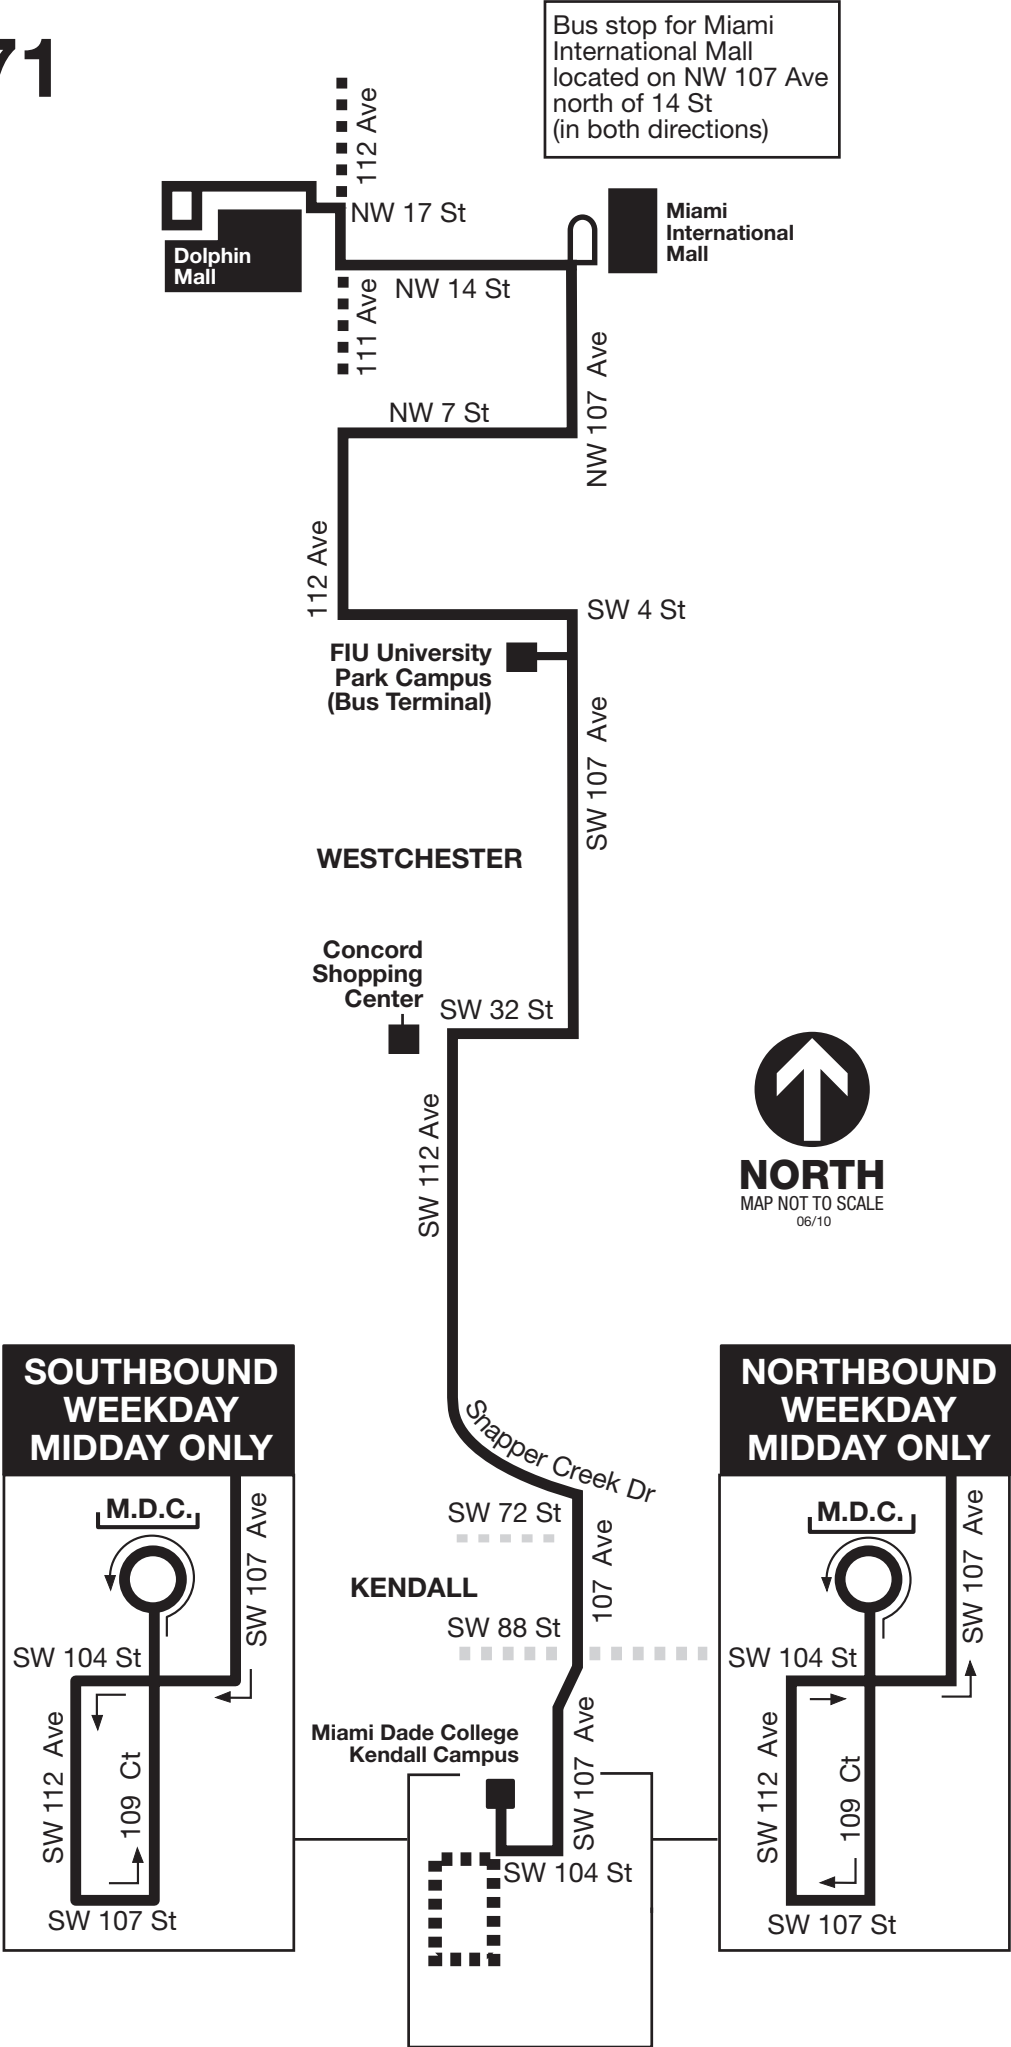 71
Bus stop for Miami
International Mall
located on NW 107 Ave
north of 14 St
(in both directions)
112 Ave
NW 17 St
Miami
International
Mall
Dolphin
Mall
NW 14 St
111 Ave
NW 107 Ave
NW 7 St
112 Ave
SW 4 St
FIU University
Park Campus
(Bus Terminal)
SW 107 Ave
WESTCHESTER
Concord
Shopping
Center
SW 32 St
SW 112 Ave
NORTH
MAP NOT TO SCALE
06/10
Snapper Creek Dr
SW 72 St
107 Ave
KENDALL
SW 88 St
Miami Dade College
Kendall Campus
SW 107 Ave
SW 104 St
SOUTHBOUND
WEEKDAY
MIDDAY ONLY
M.D.C.
SW 107 Ave
SW 104 St
SW 112 Ave
109 Ct
SW 107 St
NORTHBOUND
WEEKDAY
MIDDAY ONLY
M.D.C.
SW 107 Ave
SW 104 St
SW 112 Ave
109 Ct
SW 107 St